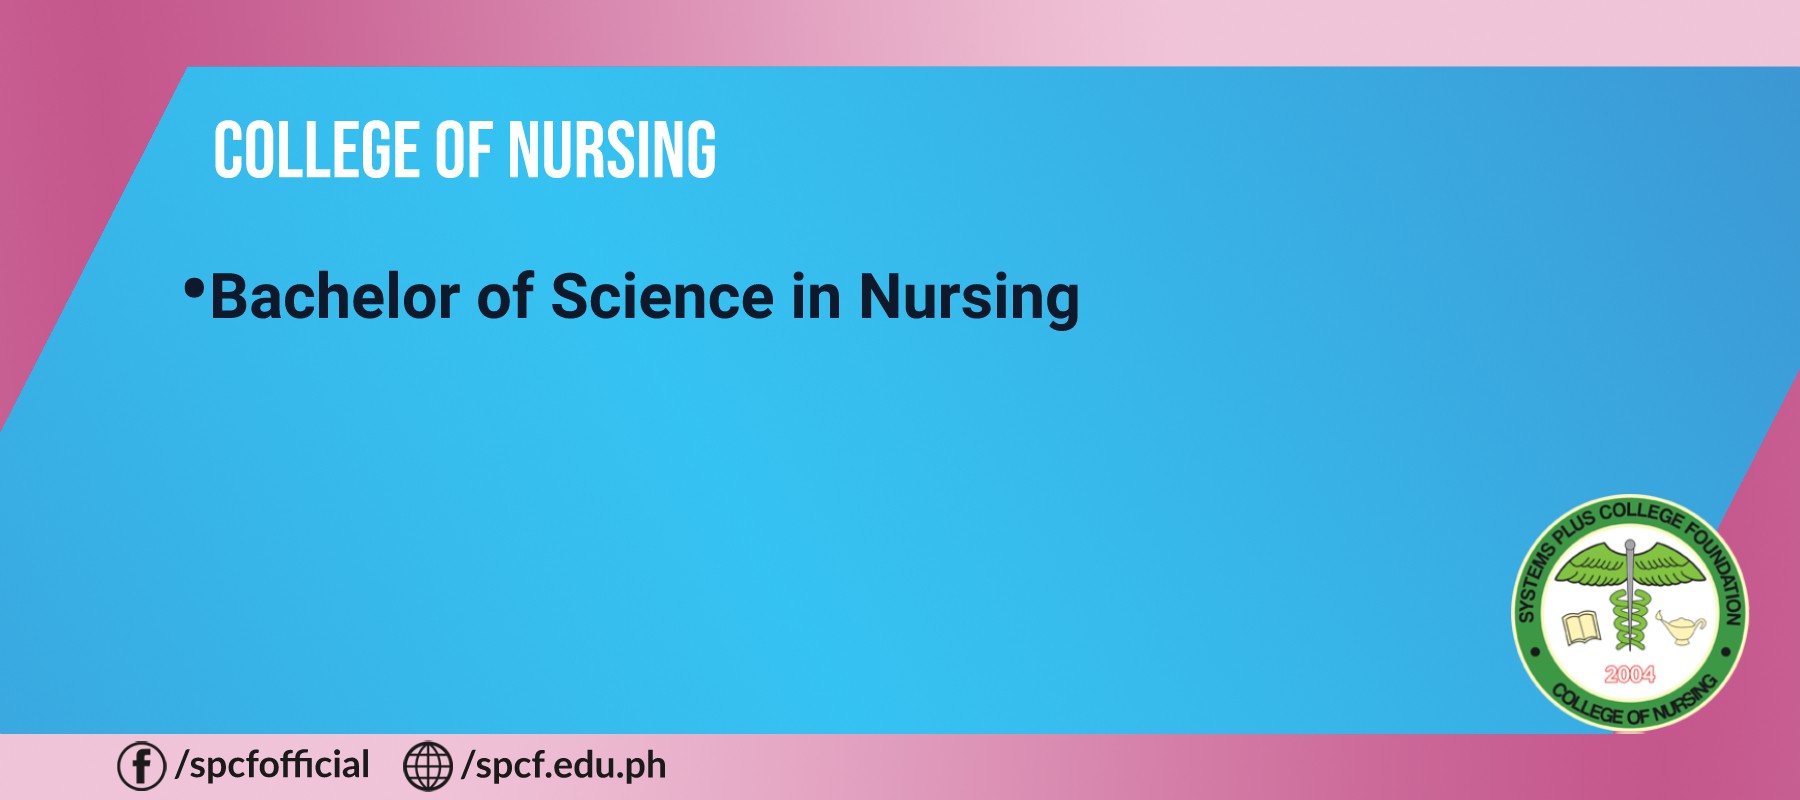 COLLEGE OF NURSING
•Bachelor of Science in Nursing
SYSTEMS PLUS COLLEGE FOUNDATION
2004
• COLLEGE OF NURSING •
/spcfofficial /spcf.edu.ph